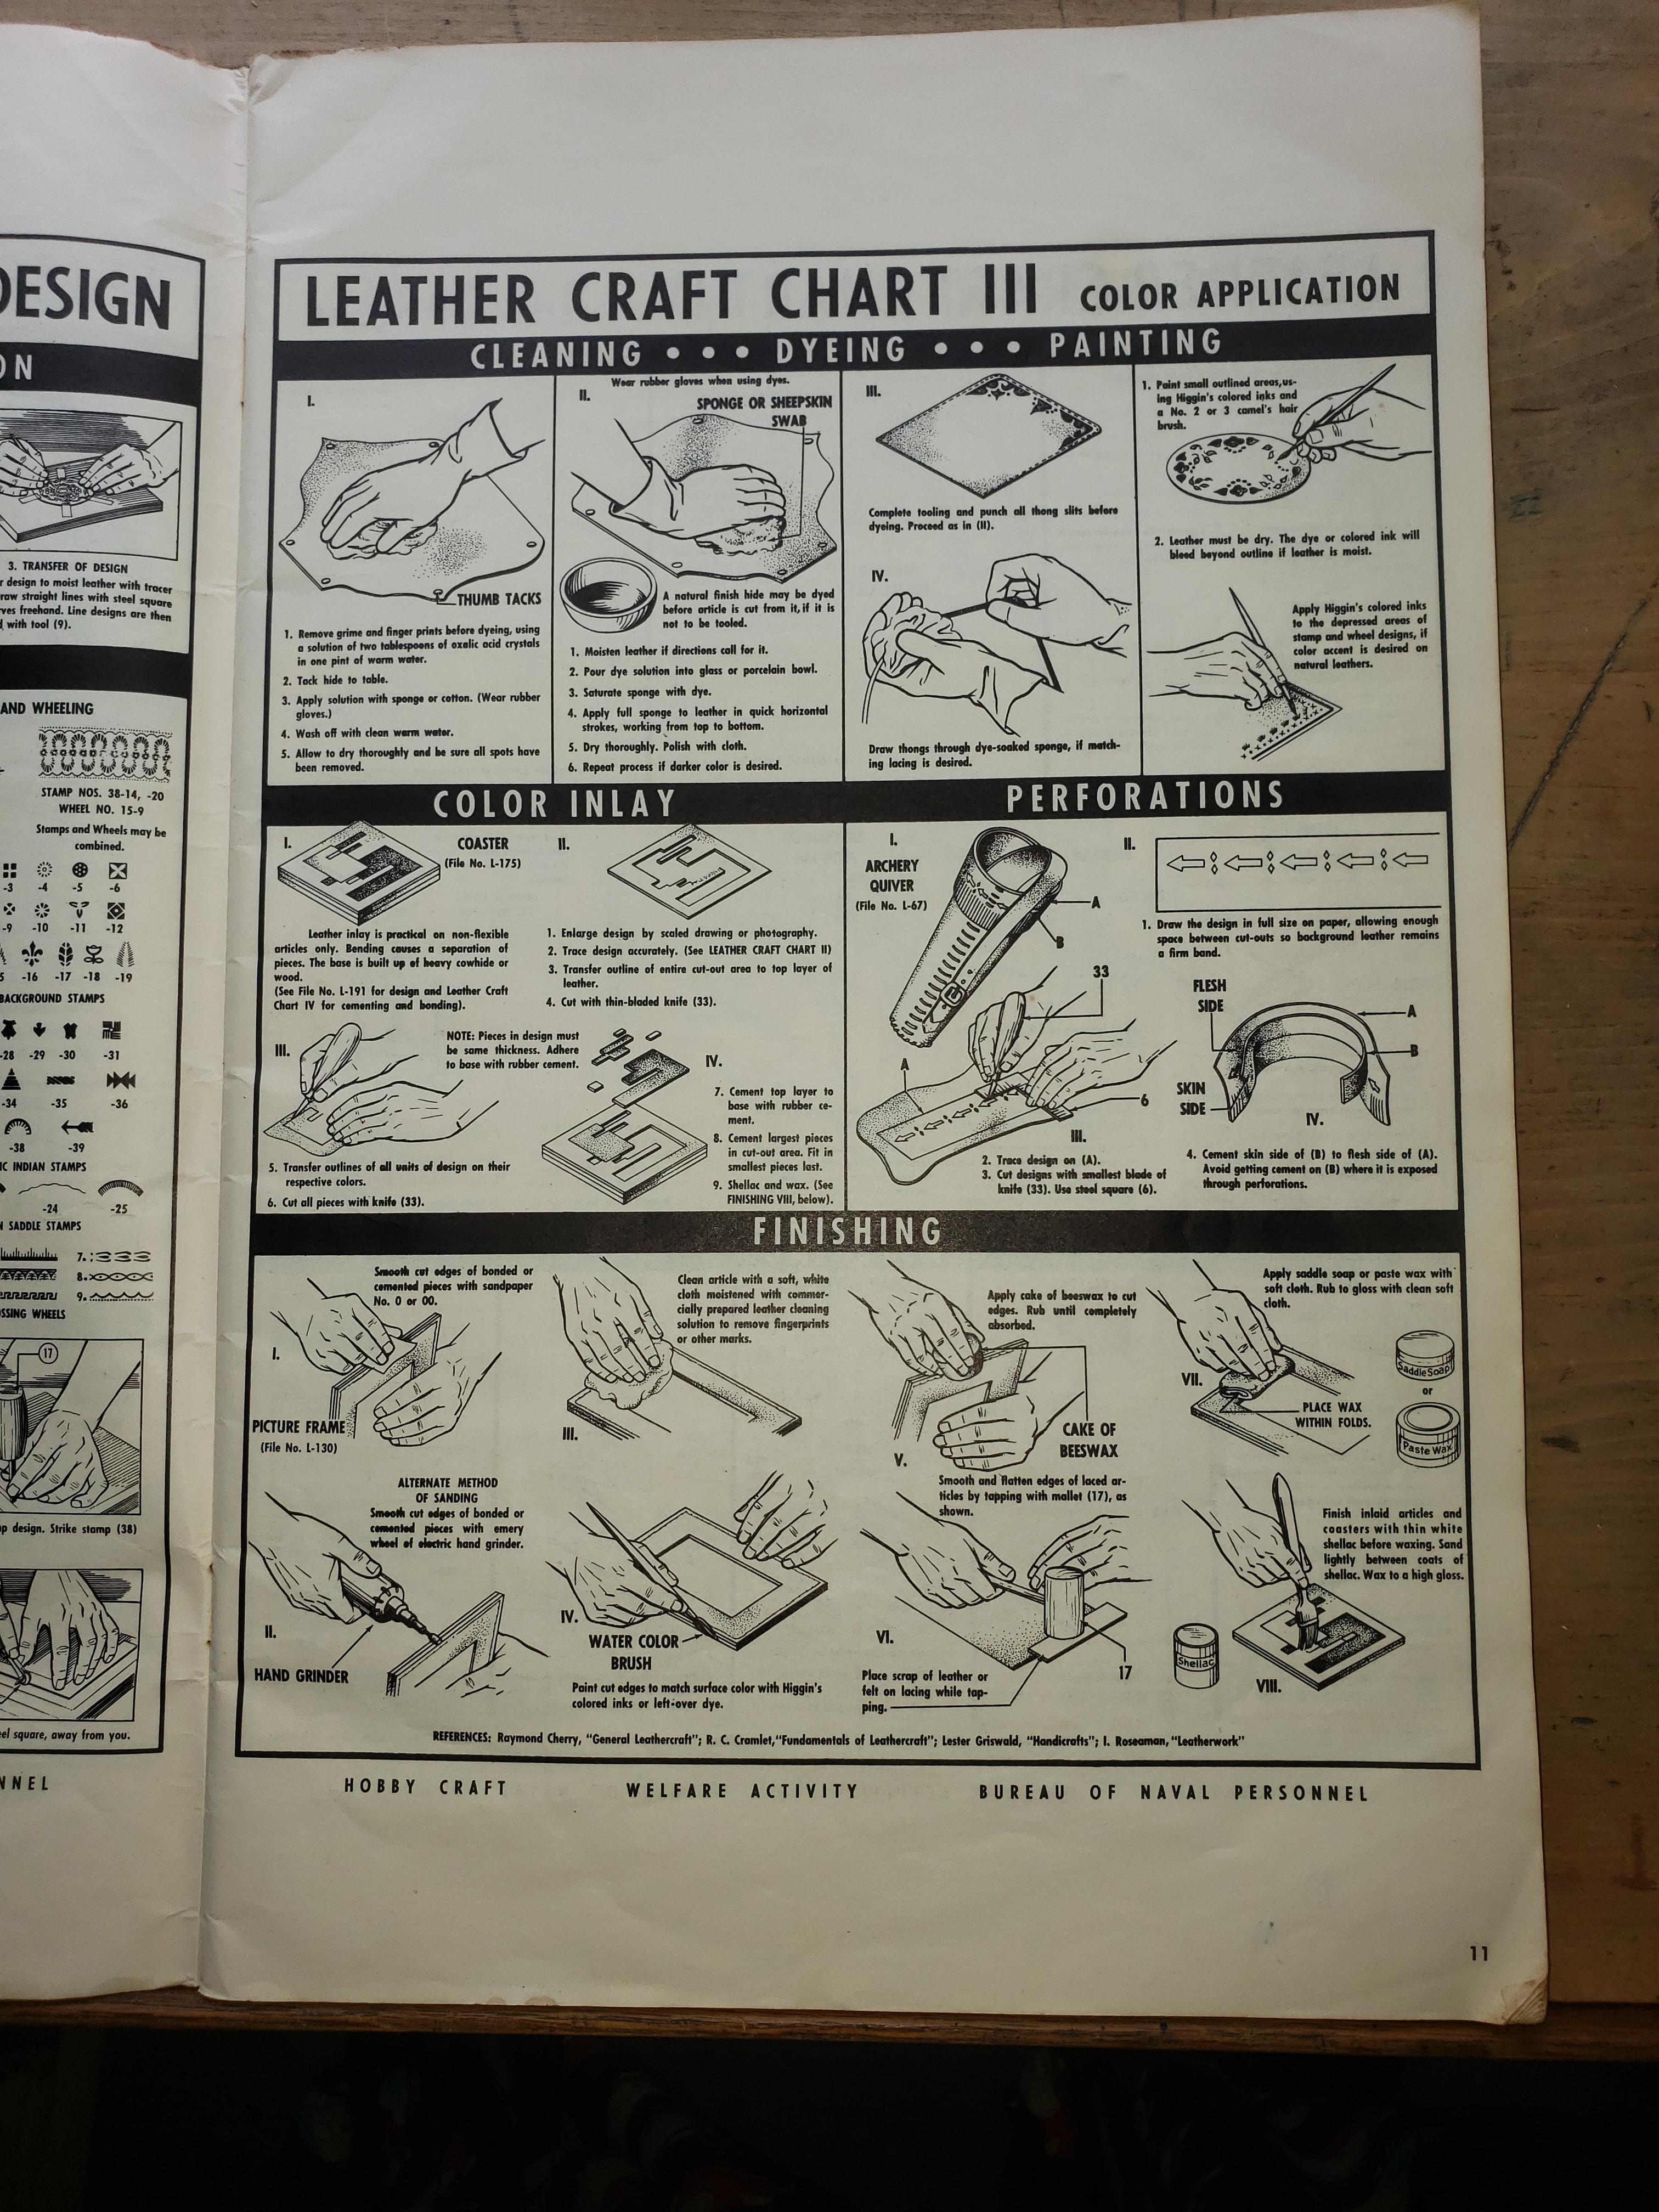 DESIGN
ON
3. TRANSFER OF DESIGN
design to moist leather with tracer
raw straight lines with steel square
rves freehand. Line designs are then
with tool (9).
AND WHEELING
STAMP NOS. 38-14, -20
WHEEL NO. 15-9
Stamps and Wheels may be
combined.
-3 -4 -5 -6
-9 -10 -11 -12
-16 -17 -18 -19
BACKGROUND STAMPS
-28 -29 -30 -31
-34 -35 -36
-38 -39
IC INDIAN STAMPS
-24 -25
N SADDLE STAMPS
7.
8.
9.
SSING WHEELS
17
p design. Strike stamp (38)
eel square, away from you.
NNEL
LEATHER CRAFT CHART III COLOR APPLICATION
CLEANING • • • DYEING • • • PAINTING
I.
THUMB TACKS
1. Remove grime and finger prints before dyeing, using
a solution of two tablespoons of oxalic acid crystals
in one pint of warm water.
2. Tack hide to table.
3. Apply solution with sponge or cotton. (Wear rubber
gloves.)
4. Wash off with clean warm water.
5. Allow to dry thoroughly and be sure all spots have
been removed.
Wear rubber gloves when using dyes.
II.
SPONGE OR SHEEPSKIN
SWAB
A natural finish hide may be dyed
before article is cut from it, if it is
not to be tooled.
1. Moisten leather if directions call for it.
2. Pour dye solution into glass or porcelain bowl.
3. Saturate sponge with dye.
4. Apply full sponge to leather in quick horizontal
strokes, working from top to bottom.
5. Dry thoroughly. Polish with cloth.
6. Repeat process if darker color is desired.
III.
Complete tooling and punch all thong slits before
dyeing. Proceed as in (II).
IV.
Draw thongs through dye-soaked sponge, if match-
ing lacing is desired.
1. Paint small outlined areas, us-
ing Higgin's colored inks and
a No. 2 or 3 camel's hair
brush.
2. Leather must be dry. The dye or colored ink will
bleed beyond outline if leather is moist.
Apply Higgin's colored inks
to the depressed areas of
stamp and wheel designs, if
color accent is desired on
natural leathers.
COLOR INLAY
I.
COASTER
(File No. L-175)
Leather inlay is practical on non-flexible
articles only. Bending causes a separation of
pieces. The base is built up of heavy cowhide or
wood.
(See File No. L-191 for design and Leather Craft
Chart IV for cementing and bonding).
II.
1. Enlarge design by scaled drawing or photography.
2. Trace design accurately. (See LEATHER CRAFT CHART II)
3. Transfer outline of entire cut-out area to top layer of
leather.
4. Cut with thin-bladed knife (33).
III.
NOTE: Pieces in design must
be same thickness. Adhere
to base with rubber cement.
5. Transfer outlines of all units of design on their
respective colors.
6. Cut all pieces with knife (33).
IV.
7. Cement top layer to
base with rubber ce-
ment.
8. Cement largest pieces
in cut-out area. Fit in
smallest pieces last.
9. Shellac and wax. (See
FINISHING VIII, below).
PERFORATIONS
I.
ARCHERY
QUIVER
(File No. L-67)
A
B
33
A
6
III.
2. Trace design on (A).
3. Cut designs with smallest blade of
knife (33). Use steel square (6).
II.
1. Draw the design in full size on paper, allowing enough
space between cut-outs so background leather remains
a firm band.
FLESH
SIDE
A
B
SKIN
SIDE
IV.
4. Cement skin side of (B) to flesh side of (A).
Avoid getting cement on (B) where it is exposed
through perforations.
FINISHING
Smooth cut edges of bonded or
cemented pieces with sandpaper
No. 0 or 00.
I.
PICTURE FRAME
(File No. L-130)
ALTERNATE METHOD
OF SANDING
Smooth cut edges of bonded or
cemented pieces with emery
wheel of electric hand grinder.
II.
HAND GRINDER
Clean article with a soft, white
cloth moistened with commer-
cially prepared leather cleaning
solution to remove fingerprints
or other marks.
III.
IV.
WATER COLOR
BRUSH
Paint cut edges to match surface color with Higgin's
colored inks or left-over dye.
Apply cake of beeswax to cut
edges. Rub until completely
absorbed.
V.
CAKE OF
BEESWAX
Smooth and flatten edges of laced ar-
ticles by tapping with mallet (17), as
shown.
VI.
17
Place scrap of leather or
felt on lacing while tap-
ping.
Apply saddle soap or paste wax with
soft cloth. Rub to gloss with clean soft
cloth.
VII.
PLACE WAX
WITHIN FOLDS.
Saddle Soap
or
Paste Wax
Finish inlaid articles and
coasters with thin white
shellac before waxing. Sand
lightly between coats of
shellac. Wax to a high gloss.
Shellac
VIII.
REFERENCES: Raymond Cherry, "General Leathercraft"; R. C. Cramlet, "Fundamentals of Leathercraft"; Lester Griswald, "Handicrafts"; I. Roseaman, "Leatherwork"
HOBBY CRAFT WELFARE ACTIVITY BUREAU OF NAVAL PERSONNEL
11